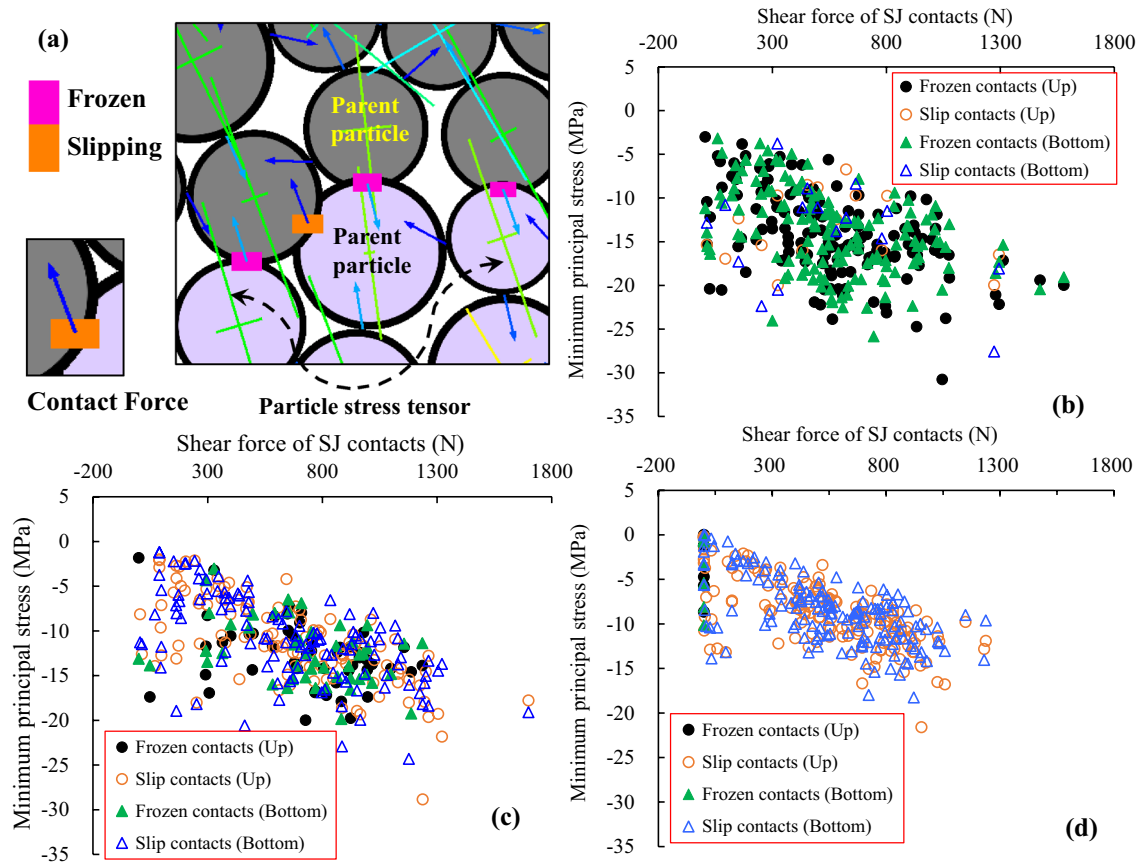 (a)
Frozen
Slipping
Parent
particle
Parent
particle
Contact Force
Particle stress tensor
Shear force of SJ contacts (N)
-200 300 800 1300 1800
Minimum principal stress (MPa)
5
0
-5
-10
-15
-20
-25
-30
-35
Frozen contacts (Up)
Slip contacts (Up)
Frozen contacts (Bottom)
Slip contacts (Bottom)
(b)
Shear force of SJ contacts (N)
-200 300 800 1300 1800
Minimum principal stress (MPa)
5
0
-5
-10
-15
-20
-25
-30
-35
Frozen contacts (Up)
Slip contacts (Up)
Frozen contacts (Bottom)
Slip contacts (Bottom)
(c)
Shear force of SJ contacts (N)
-200 300 800 1300 1800
Minimum principal stress (MPa)
5
0
-5
-10
-15
-20
-25
-30
-35
Frozen contacts (Up)
Slip contacts (Up)
Frozen contacts (Bottom)
Slip contacts (Bottom)
(d)